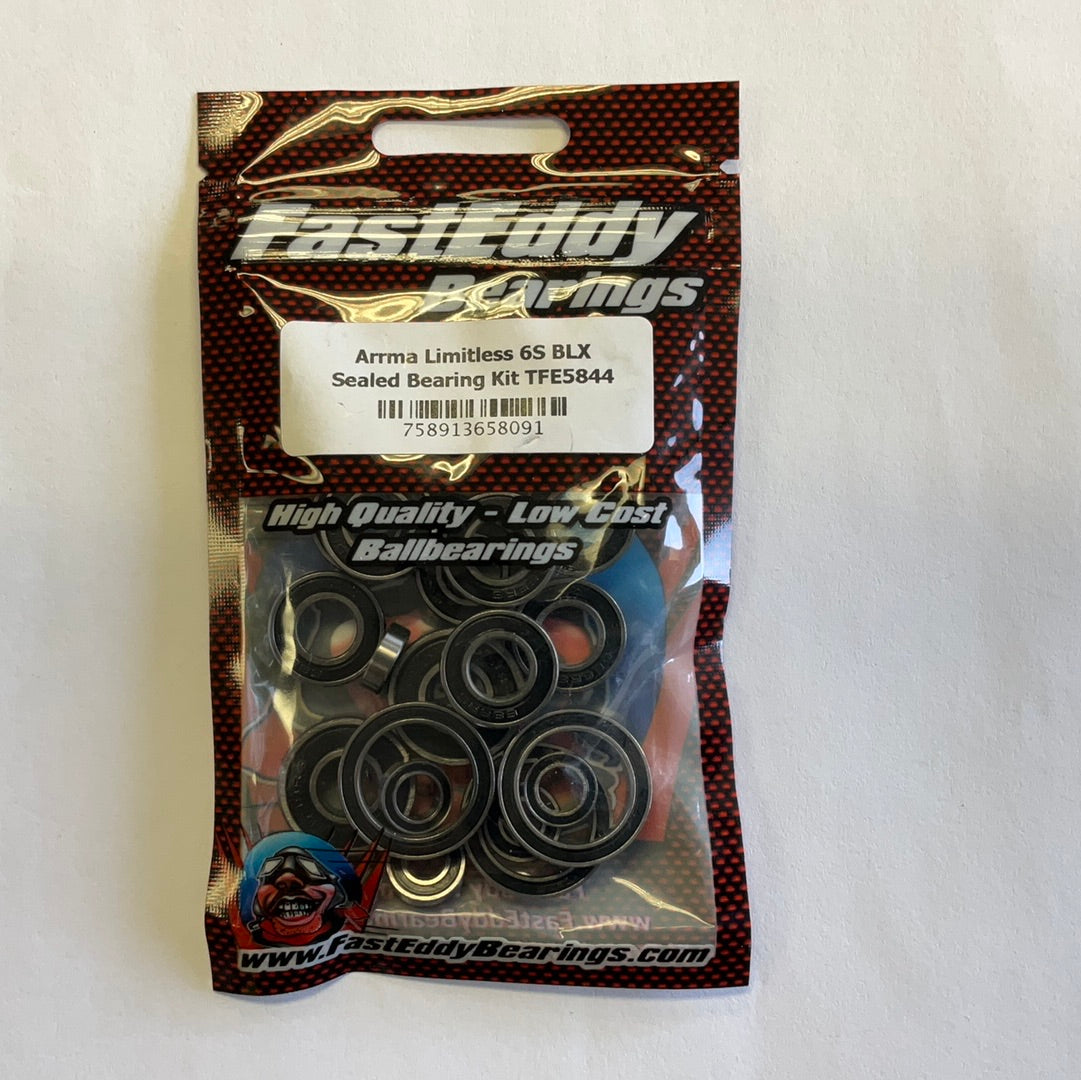 FastEddy
Bearings
Arrma Limitless 6S BLX
Sealed Bearing Kit TFE5844
758913658091
High Quality - Low Cost
Ballbearings
www.FastEddyBearings.com